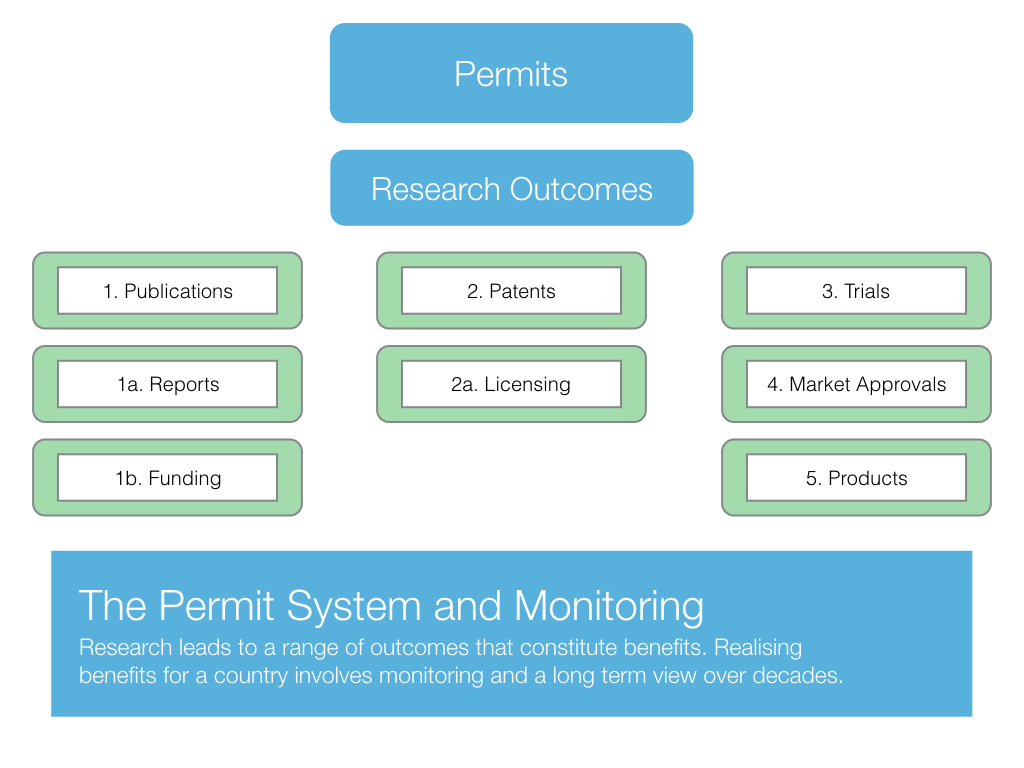 Permits
Research Outcomes
1. Publications
2. Patents
3. Trials
1a. Reports
2a. Licensing
4. Market Approvals
1b. Funding
5. Products
The Permit System and Monitoring
Research leads to a range of outcomes that constitute benefits. Realising
benefits for a country involves monitoring and a long term view over decades.